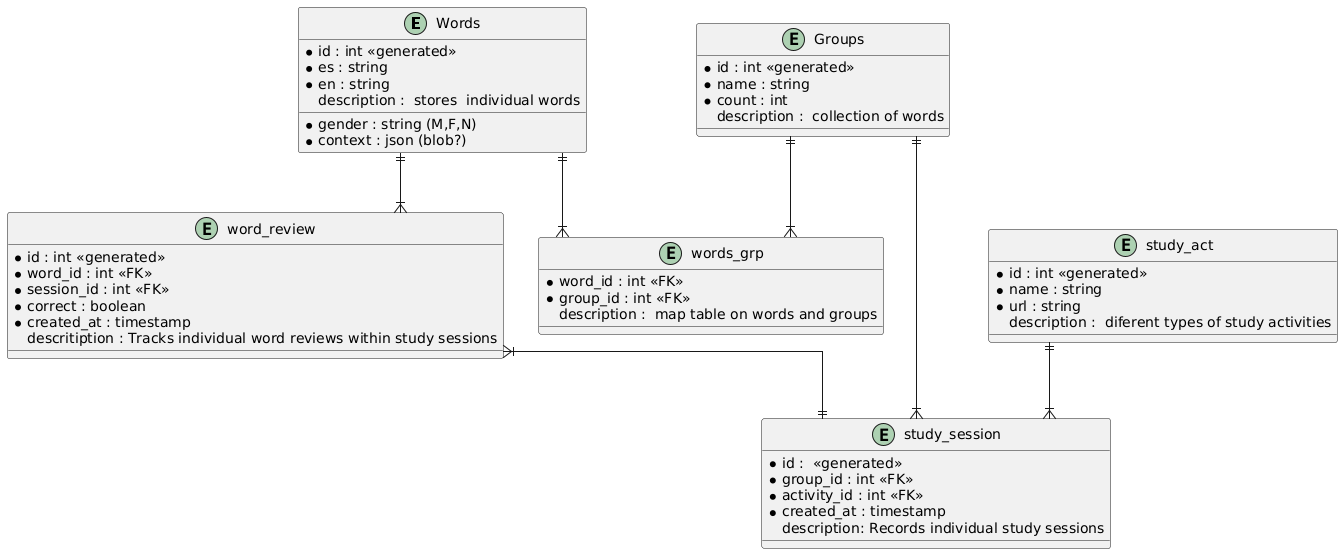 E Words
id : int «generated»
es : string
en : string
description :  stores  individual words
gender : string (M,F,N)
context : json (blob?)
E Groups
id : int «generated»
name : string
count : int
description :  collection of words
E word_review
id : int «generated»
word_id : int «FK»
session_id : int «FK»
correct : boolean
created_at : timestamp
descritiption : Tracks individual word reviews within study sessions
E words_grp
word_id : int «FK»
group_id : int «FK»
description :  map table on words and groups
E study_act
id : int «generated»
name : string
url : string
description :  diferent types of study activities
E study_session
id :  «generated»
group_id : int «FK»
activity_id : int «FK»
created_at : timestamp
description: Records individual study sessions